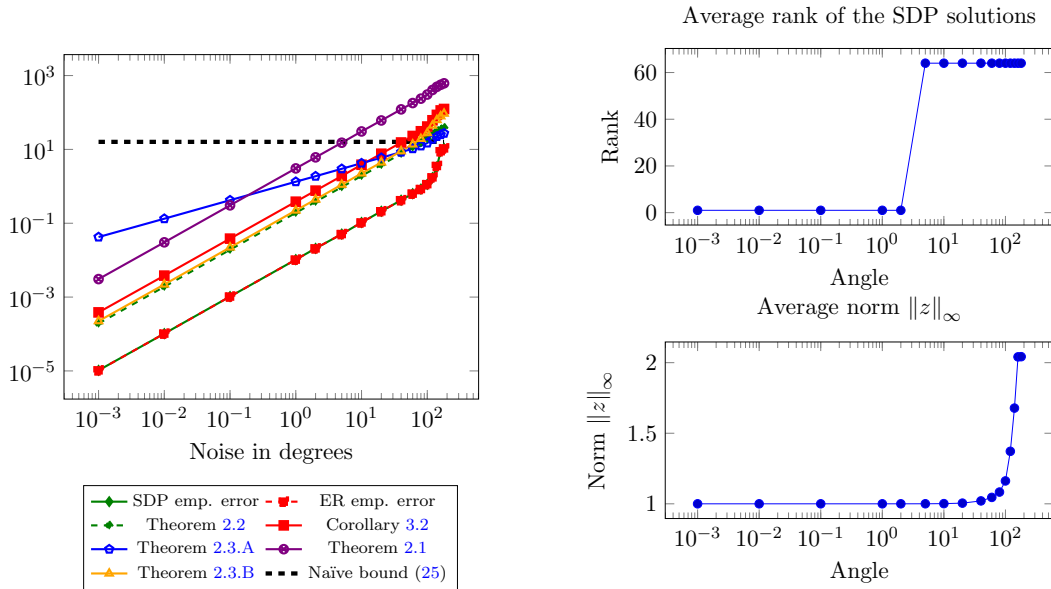 10^3
10^1
10^−1
10^−3
10^−5
10^−3 10^−2 10^−1 10^0 10^1 10^2
Noise in degrees
SDP emp. error ER emp. error
Theorem 2.2 Corollary 3.2
Theorem 2.3.A Theorem 2.1
Theorem 2.3.B Naïve bound (25)
Average rank of the SDP solutions
60
40
20
0
Rank
10^−3 10^−2 10^−1 10^0 10^1 10^2
Angle
Average norm ‖z‖∞
2
1.5
1
Norm ‖z‖∞
10^−3 10^−2 10^−1 10^0 10^1 10^2
Angle